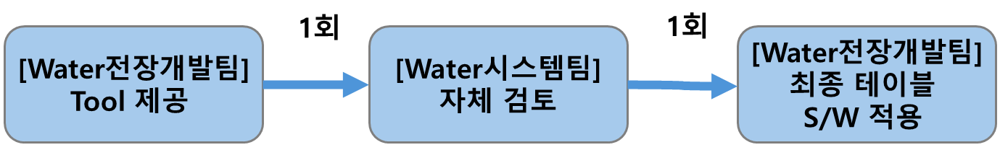 [Water전장개발팀]
Tool 제공
1회
[Water시스템팀]
자체 검토
1회
[Water전장개발팀]
최종 테이블
S/W 적용